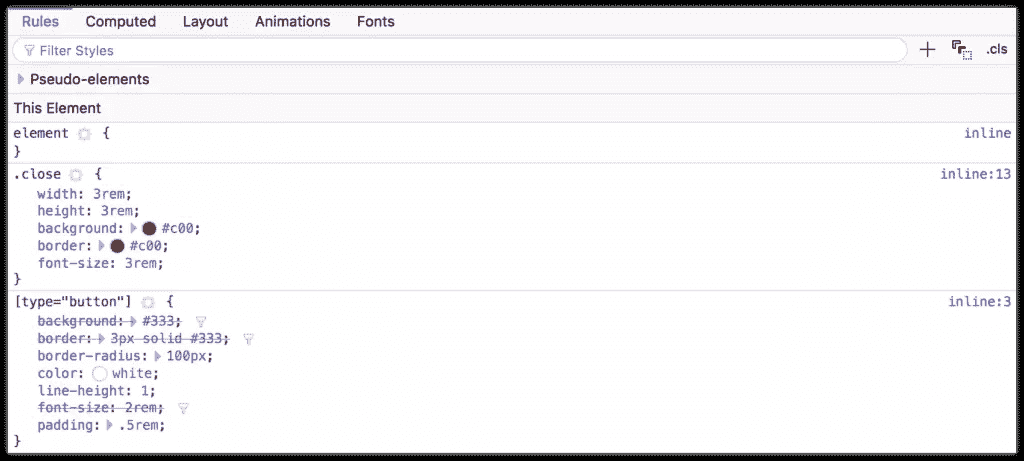 Rules Computed Layout Animations Fonts
Filter Styles + .cls
Pseudo-elements
This Element
element { inline
}
.close { inline:13
width: 3rem;
height: 3rem;
background: #c00;
border: #c00;
font-size: 3rem;
}
[type="button"] { inline:3
background: #333;
border: 3px solid #333;
border-radius: 100px;
color: white;
line-height: 1;
font-size: 2rem;
padding: .5rem;
}